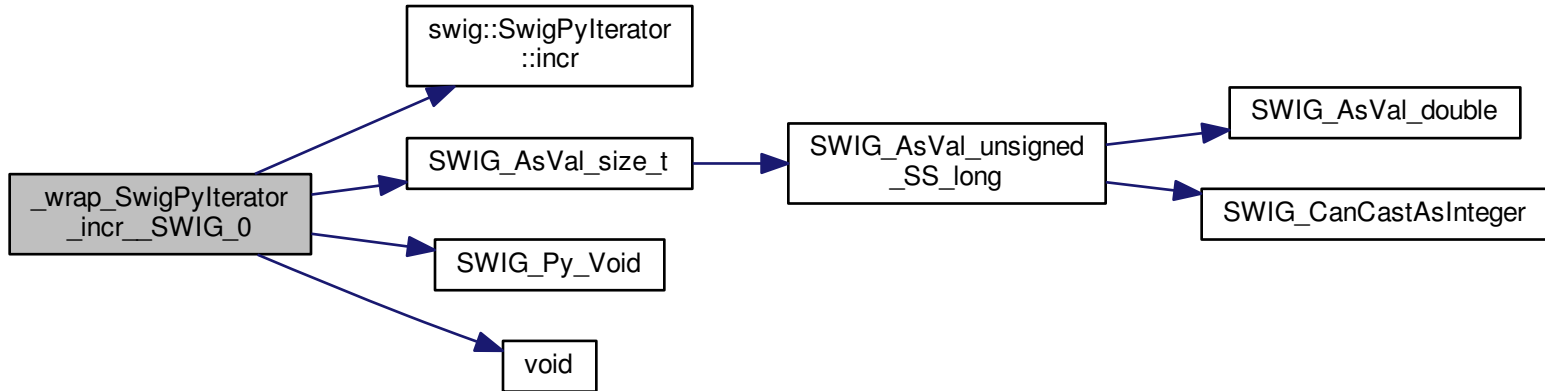 swig::SwigPyIterator
::incr
SWIG_AsVal_size_t
SWIG_AsVal_unsigned
_SS_long
SWIG_AsVal_double
SWIG_CanCastAsInteger
_wrap_SwigPyIterator
_incr__SWIG_0
SWIG_Py_Void
void